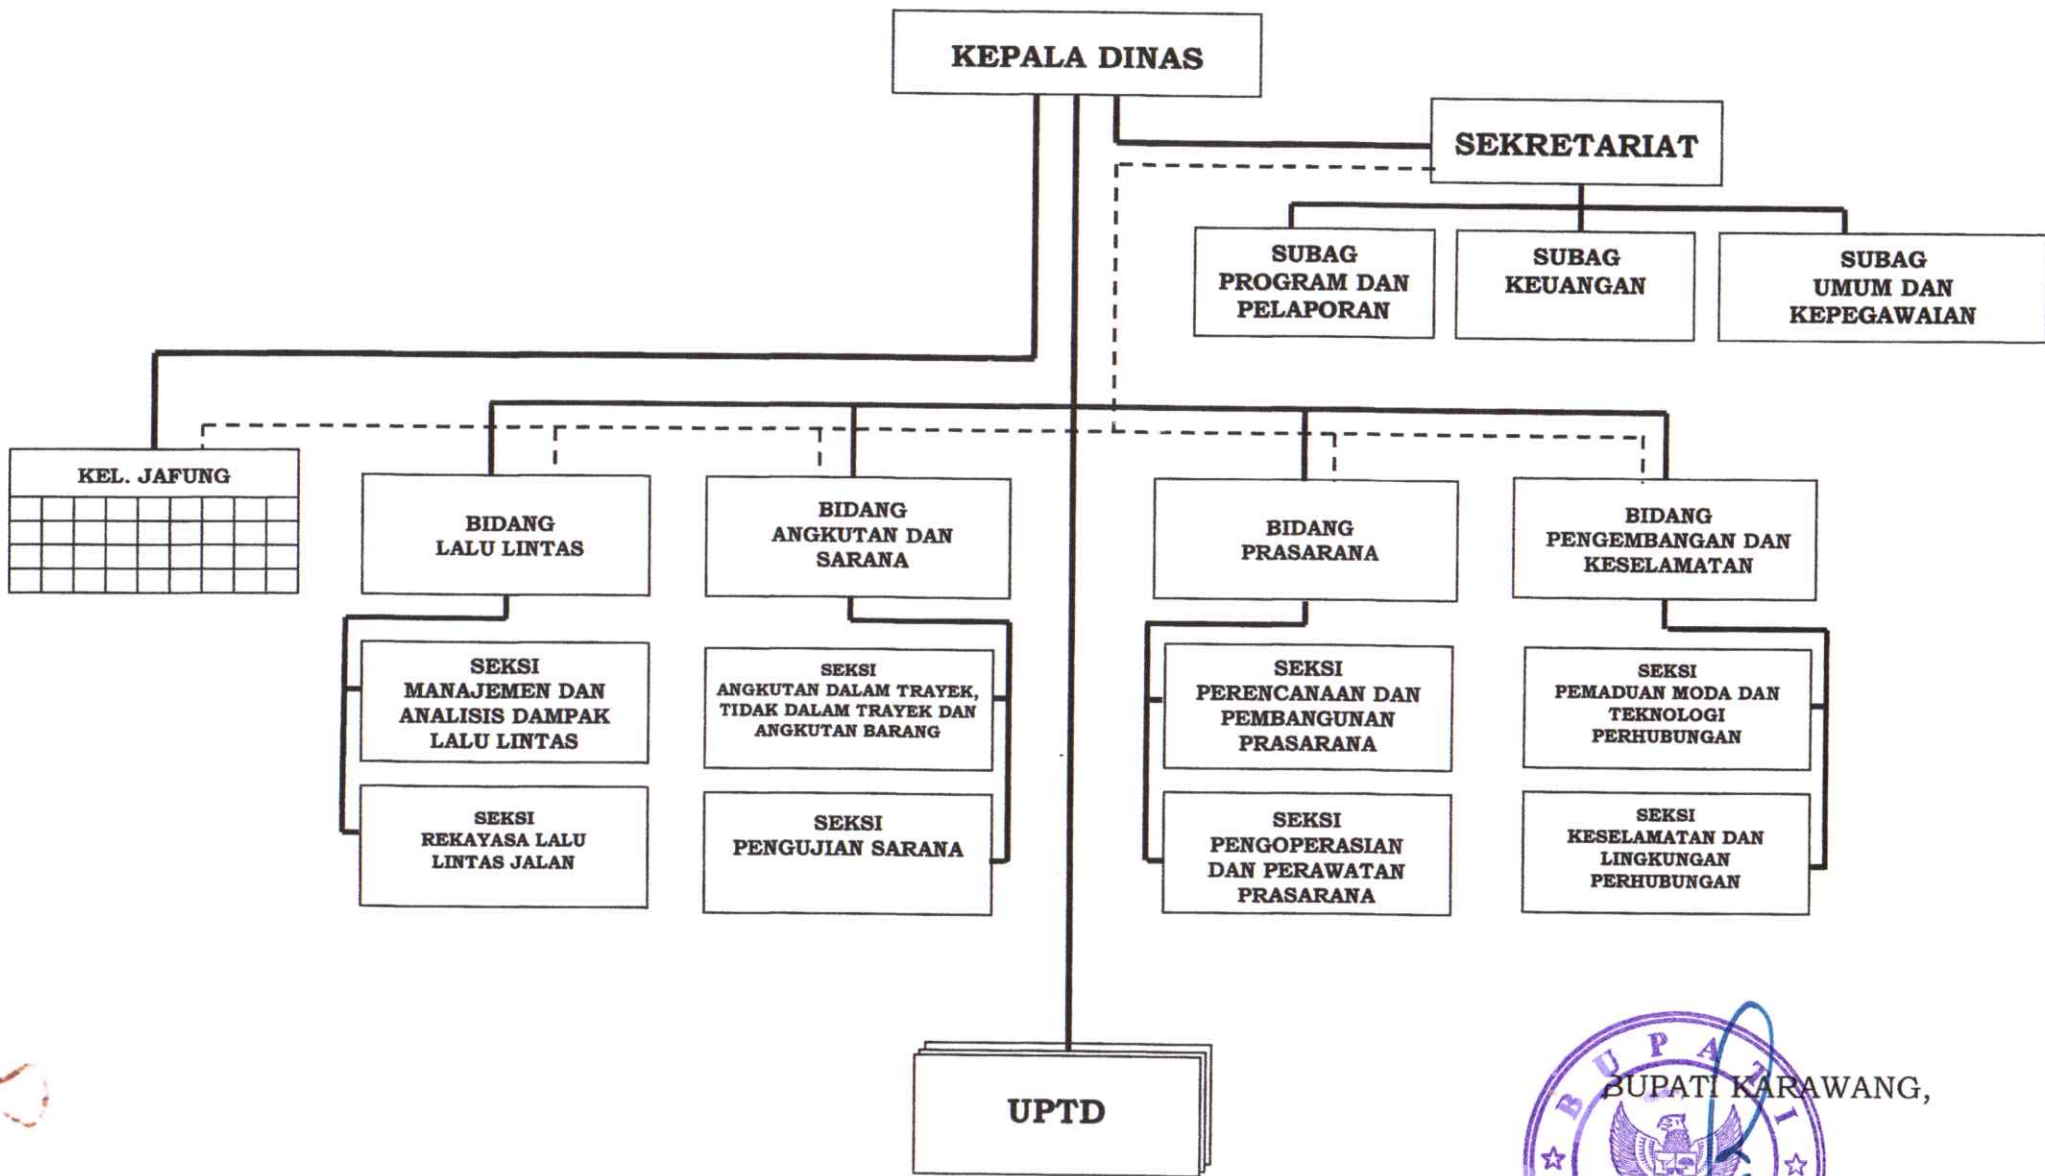 KEPALA DINAS
SEKRETARIAT
SUBAG
PROGRAM DAN
PELAPORAN
SUBAG
KEUANGAN
SUBAG
UMUM DAN
KEPEGAWAIAN
KEL. JAFUNG
BIDANG
LALU LINTAS
BIDANG
ANGKUTAN DAN
SARANA
BIDANG
PRASARANA
BIDANG
PENGEMBANGAN DAN
KESELAMATAN
SEKSI
MANAJEMEN DAN
ANALISIS DAMPAK
LALU LINTAS
SEKSI
ANGKUTAN DALAM TRAYEK,
TIDAK DALAM TRAYEK DAN
ANGKUTAN BARANG
SEKSI
PERENCANAAN DAN
PEMBANGUNAN
PRASARANA
SEKSI
PEMADUAN MODA DAN
TEKNOLOGI
PERHUBUNGAN
SEKSI
REKAYASA LALU
LINTAS JALAN
SEKSI
PENGUJIAN SARANA
SEKSI
PENGOPERASIAN
DAN PERAWATAN
PRASARANA
SEKSI
KESELAMATAN DAN
LINGKUNGAN
PERHUBUNGAN
UPTD
BUPATI
BUPATI KARAWANG,